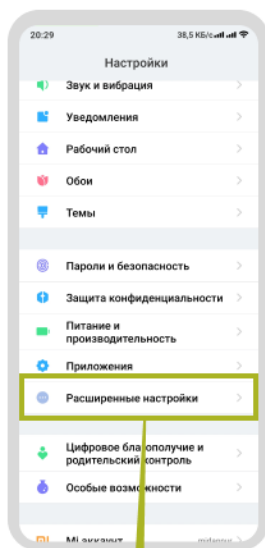 20:29 38,5 КБ/с
Настройки
Звук и вибрация
Уведомления
Рабочий стол
Обои
Темы
Пароли и безопасность
Защита конфиденциальности
Питание и
производительность
Приложения
Расширенные настройки
Цифровое благополучие и
родительский контроль
Особые возможности
Mi аккаунт